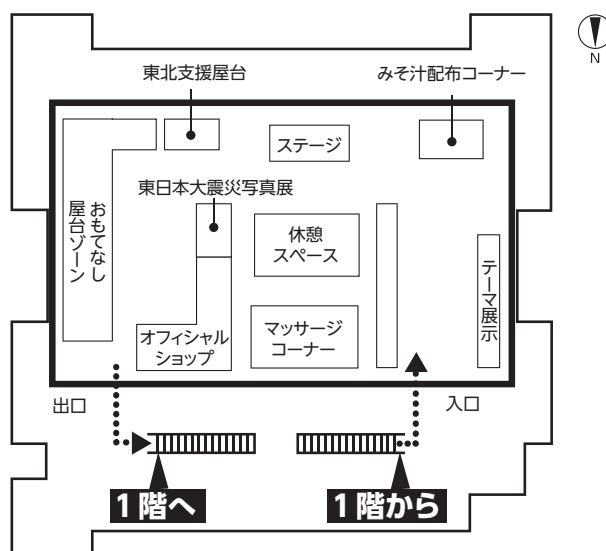 N
東北支援屋台
みそ汁配布コーナー
ステージ
東日本大震災写真展
おもてなし
屋台ゾーン
休憩
スペース
テーマ展示
オフィシャル
ショップ
マッサージ
コーナー
出口
入口
1階へ
1階から